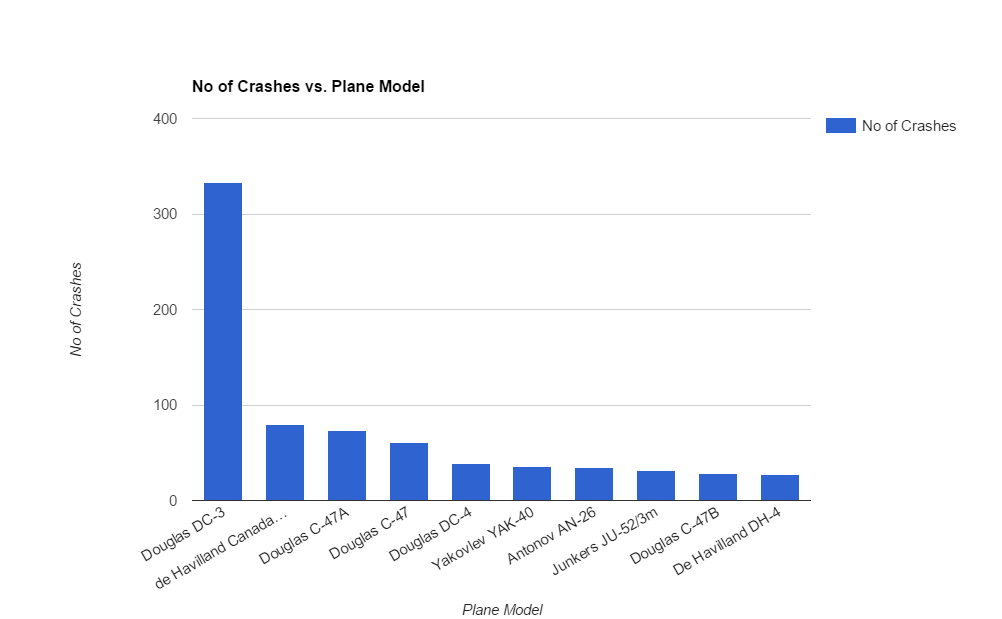 No of Crashes vs. Plane Model
400
300
200
100
0
No of Crashes
No of Crashes
Douglas DC-3
de Havilland Canada…
Douglas C-47A
Douglas C-47
Douglas DC-4
Yakovlev YAK-40
Antonov AN-26
Junkers JU-52/3m
Douglas C-47B
De Havilland DH-4
Plane Model